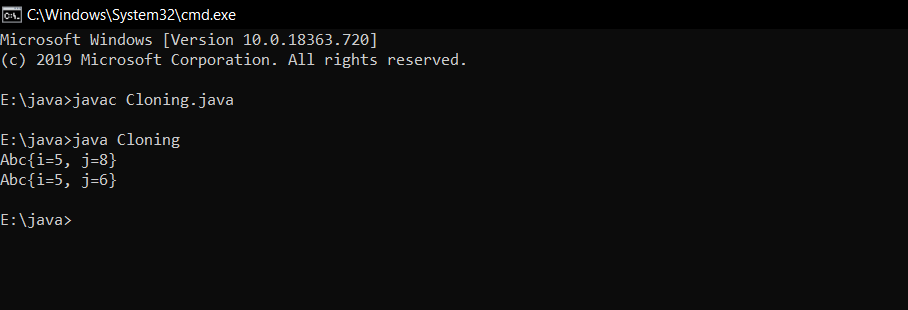 C:\Windows\System32\cmd.exe
Microsoft Windows [Version 10.0.18363.720]
(c) 2019 Microsoft Corporation. All rights reserved.
E:\java>javac Cloning.java
E:\java>java Cloning
Abc{i=5, j=8}
Abc{i=5, j=6}
E:\java>